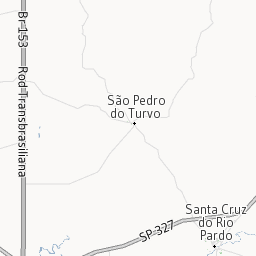 Br 153
Rod Transbrasiliana
São Pedro
do Turvo
Santa Cruz
do Rio
Pardo
SP-327